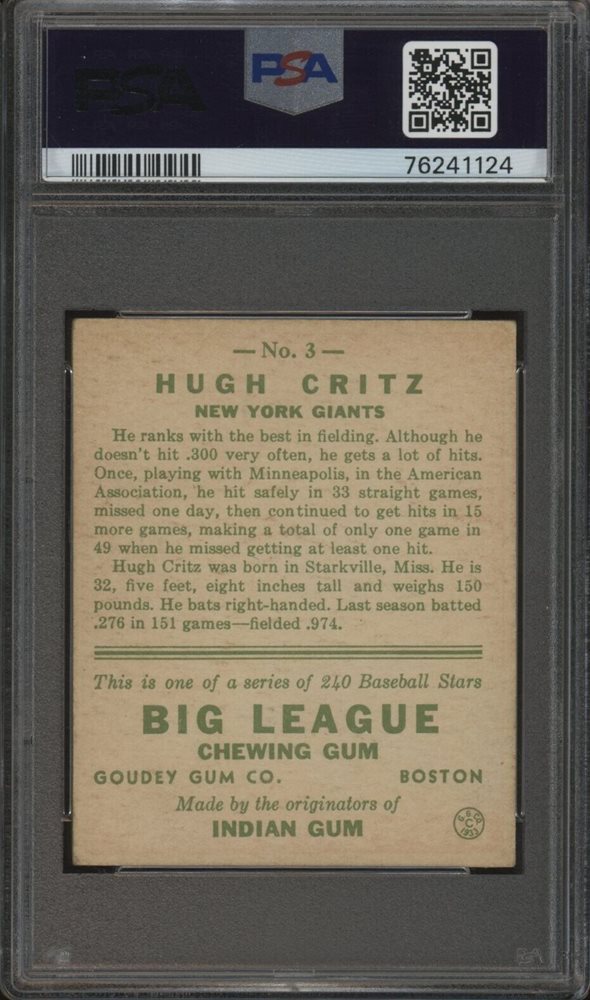 PSA
PSA
76241124
— No. 3 —
HUGH CRITZ
NEW YORK GIANTS
He ranks with the best in fielding. Although he
doesn't hit .300 very often, he gets a lot of hits.
Once, playing with Minneapolis, in the American
Association, he hit safely in 33 straight games,
missed one day, then continued to get hits in 15
more games, making a total of only one game in
49 when he missed getting at least one hit.
Hugh Critz was born in Starkville, Miss. He is
32, five feet, eight inches tall and weighs 150
pounds. He bats right-handed. Last season batted
.276 in 151 games—fielded .974.
This is one of a series of 240 Baseball Stars
BIG LEAGUE
CHEWING GUM
GOUDEY GUM CO. BOSTON
Made by the originators of
INDIAN GUM
G.G.CO.
C
1933
PSA